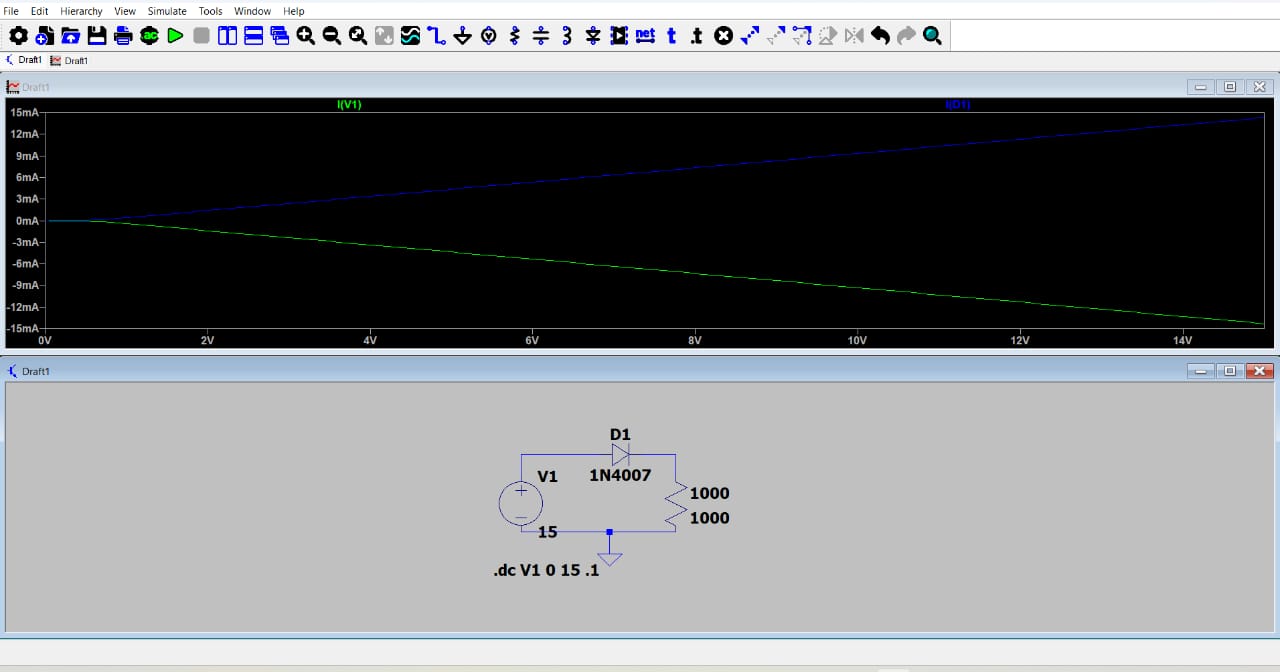 File Edit Hierarchy View Simulate Tools Window Help
ac net t .t
Draft1 Draft1
Draft1
I(V1) I(D1)
15mA
12mA
9mA
6mA
3mA
0mA
-3mA
-6mA
-9mA
-12mA
-15mA
0V 2V 4V 6V 8V 10V 12V 14V
Draft1
D1
V1 1N4007
1000
1000
15
.dc V1 0 15 .1